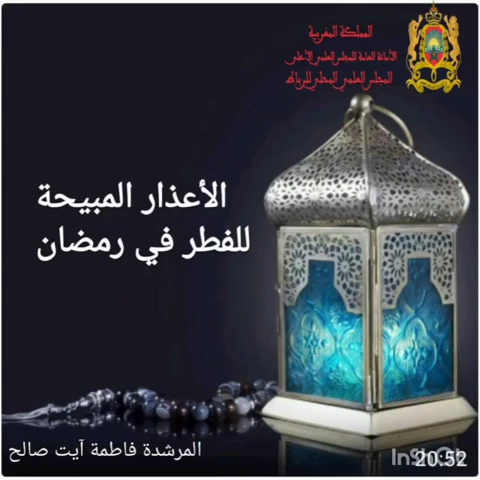 المملكة المغربية
الأمانة العامة للمجلس العلمي الأعلى
المجلس العلمي المحلي للرباط
الأعذار المبيحة
للفطر في رمضان
المرشدة فاطمة آيت صالح
20:52